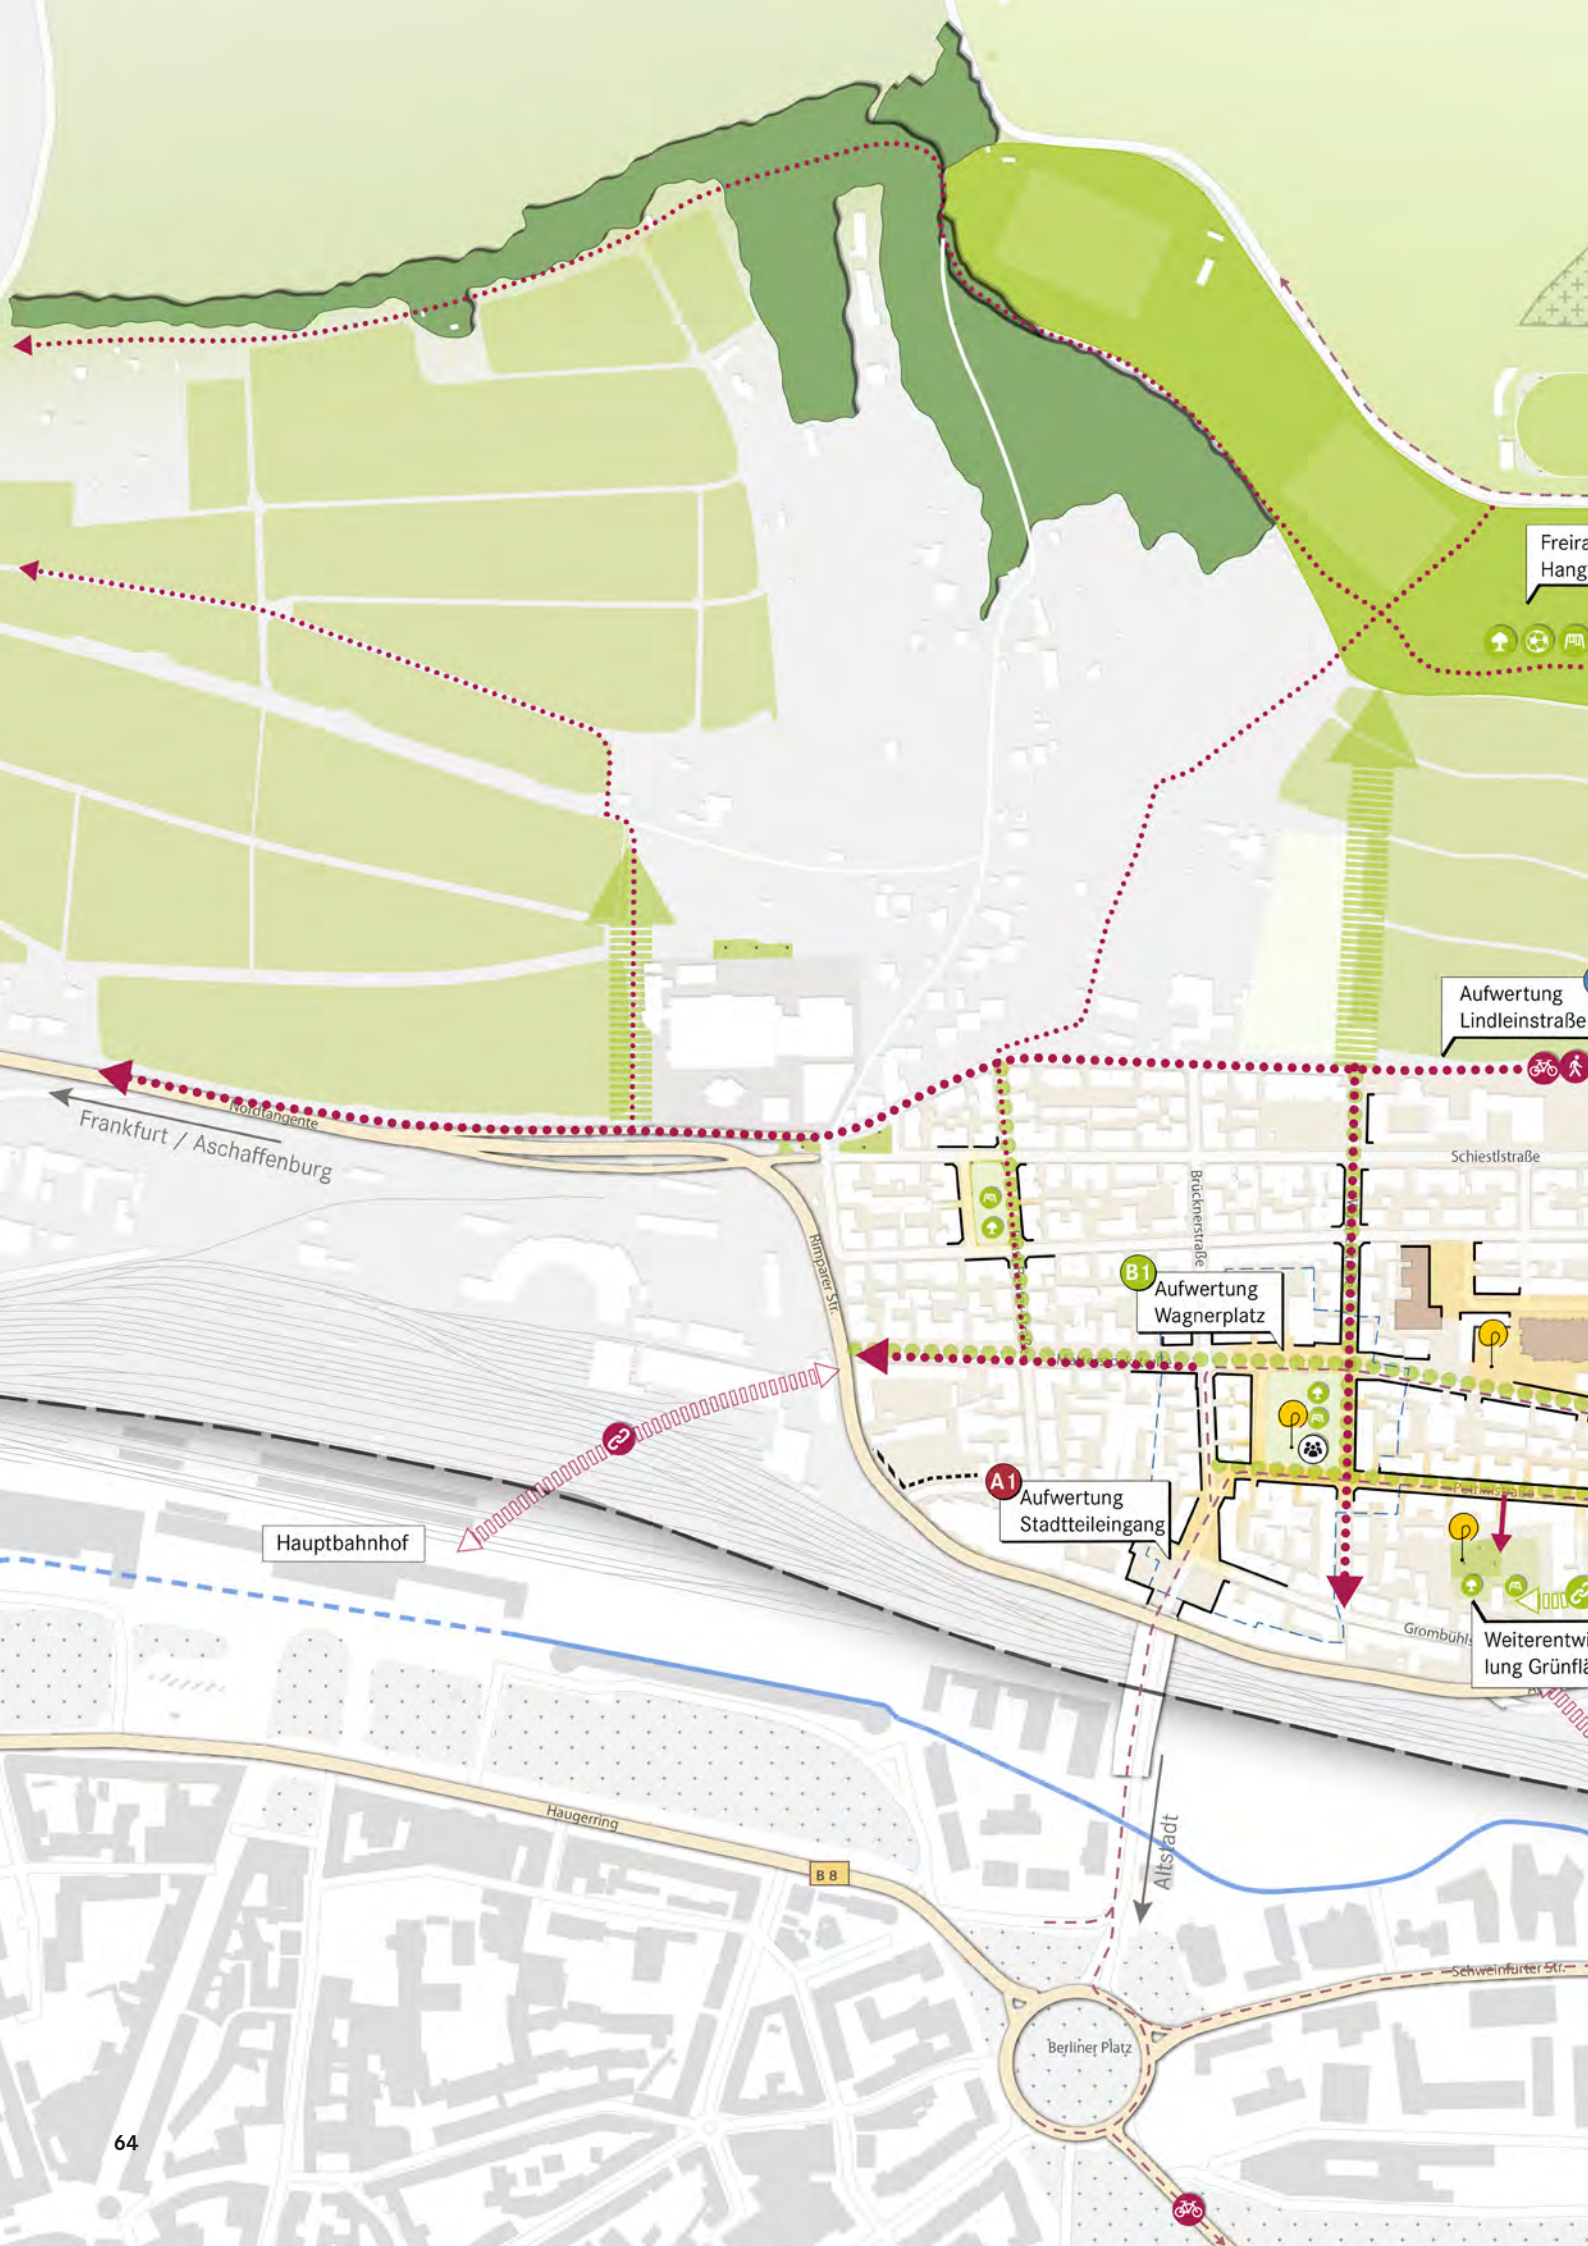 Freira
Hang
Aufwertung
Lindleinstraße
Nordtangente
Frankfurt / Aschaffenburg
Schiestlstraße
Brücknerstraße
Rimparer Str.
B1
Aufwertung
Wagnerplatz
A1
Aufwertung
Stadtteileingang
Hauptbahnhof
Grombühls
Weiterentwi
lung Grünflä
Haugerring
B 8
Altstadt
Schweinfurter Str.
Berliner Platz
64